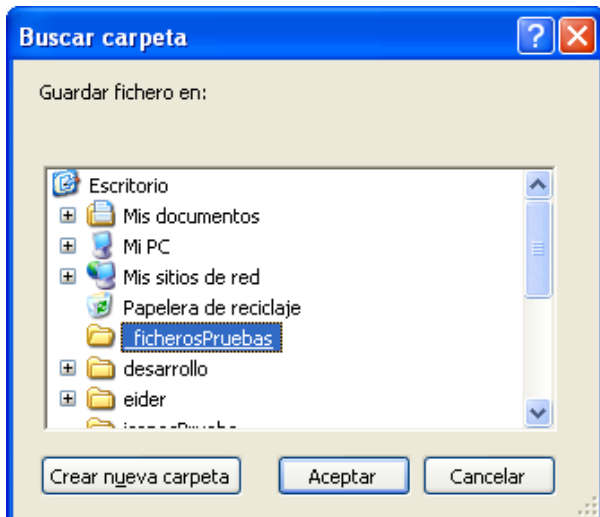 Buscar carpeta
Guardar fichero en:
Escritorio
Mis documentos
Mi PC
Mis sitios de red
Papelera de reciclaje
_ficherosPruebas
desarrollo
eider
Crear nueva carpeta
Aceptar
Cancelar